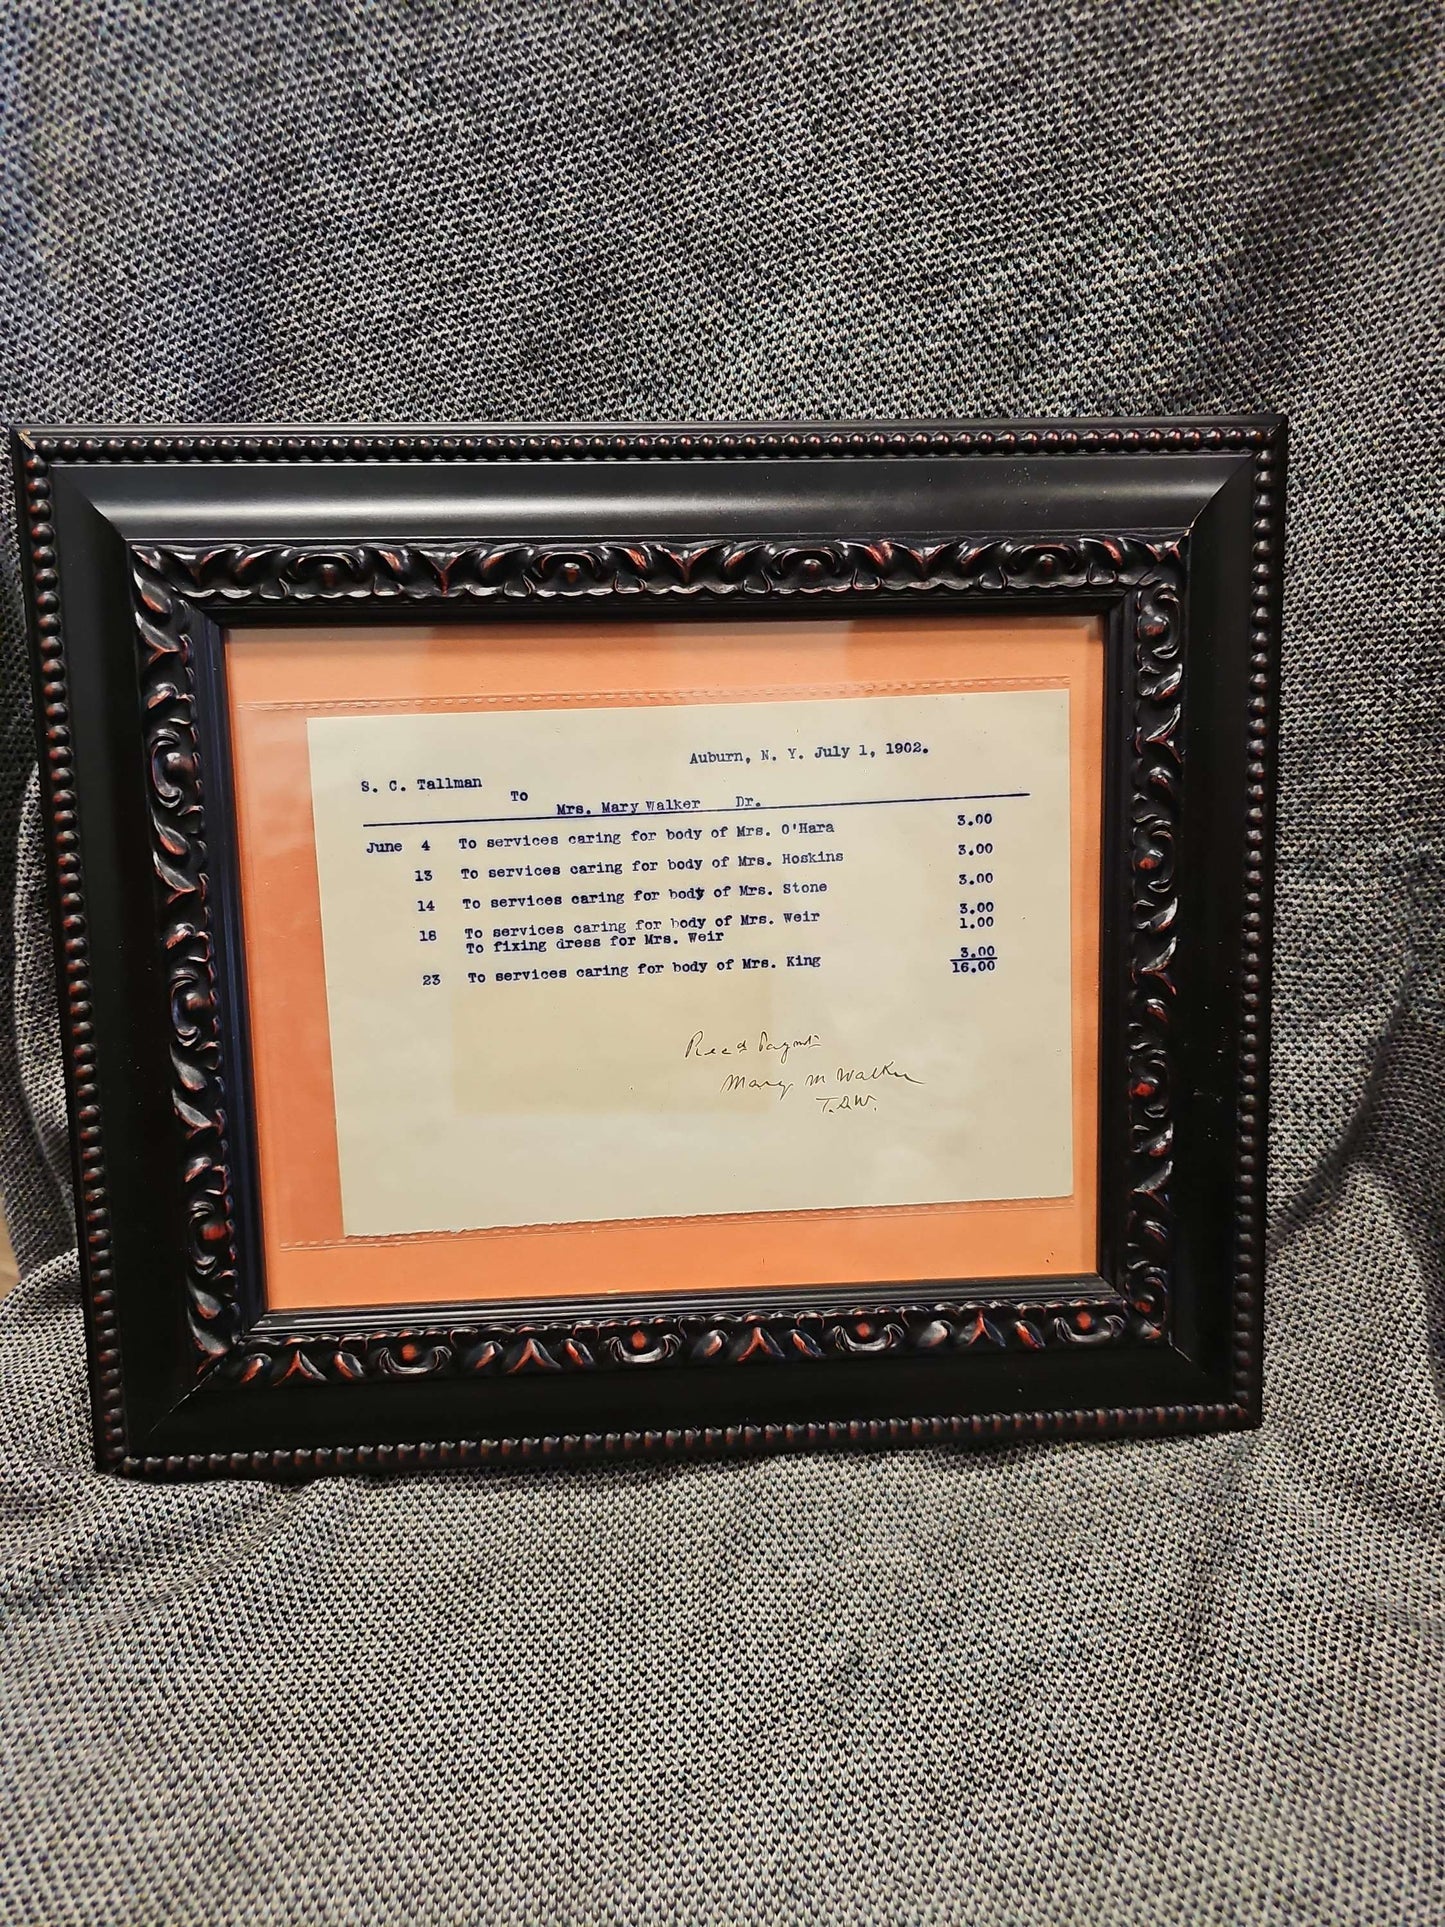 Auburn, N. Y. July 1, 1902.
S. C. Tallman
To
Mrs. Mary Walker Dr.
June 4 To services caring for body of Mrs. O'Hara 3.00
13 To services caring for body of Mrs. Hoskins 3.00
14 To services caring for body of Mrs. Stone 3.00
18 To services caring for body of Mrs. Weir 3.00
To fixing dress for Mrs. Weir 1.00
23 To services caring for body of Mrs. King 3.00
16.00
Recd Paymt
Mary M Walker
T.D.W.